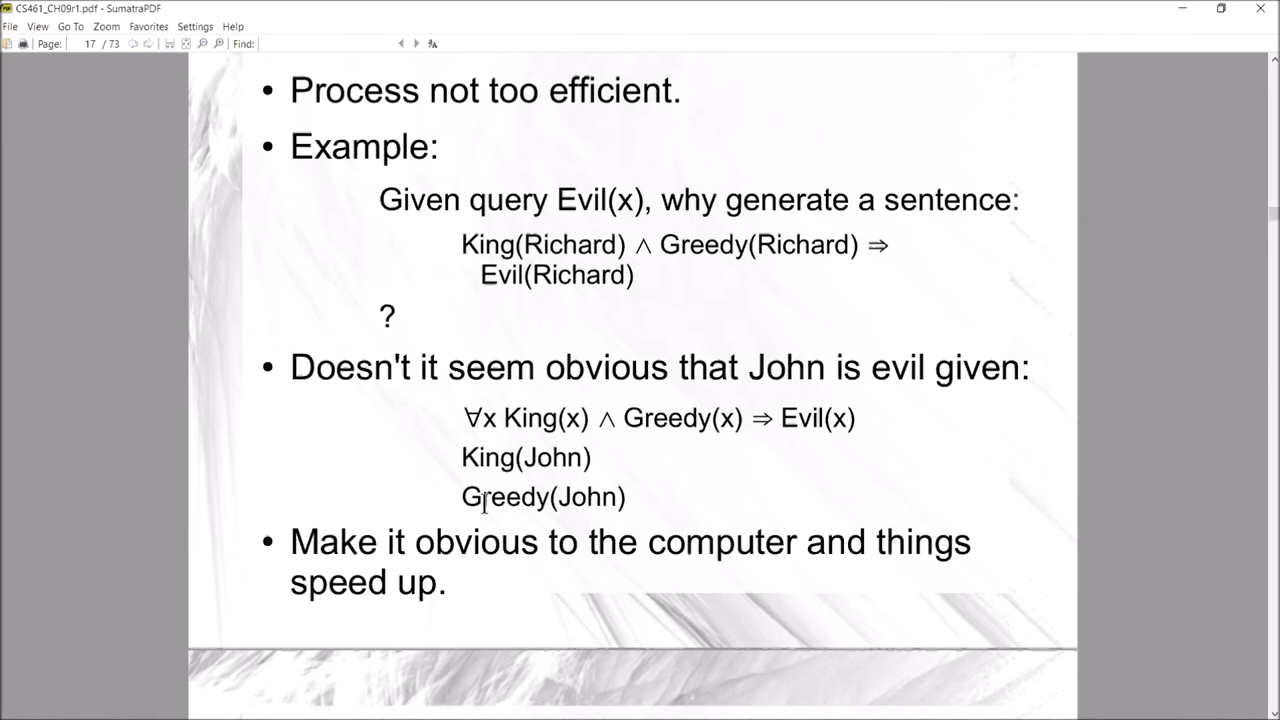 CS461_CH09r1.pdf - SumatraPDF
File View Go To Zoom Favorites Settings Help
Page: 17 / 73 Find:
• Process not too efficient.
• Example:
Given query Evil(x), why generate a sentence:
King(Richard) ∧ Greedy(Richard) ⇒
Evil(Richard)
?
• Doesn't it seem obvious that John is evil given:
∀x King(x) ∧ Greedy(x) ⇒ Evil(x)
King(John)
Greedy(John)
• Make it obvious to the computer and things
speed up.